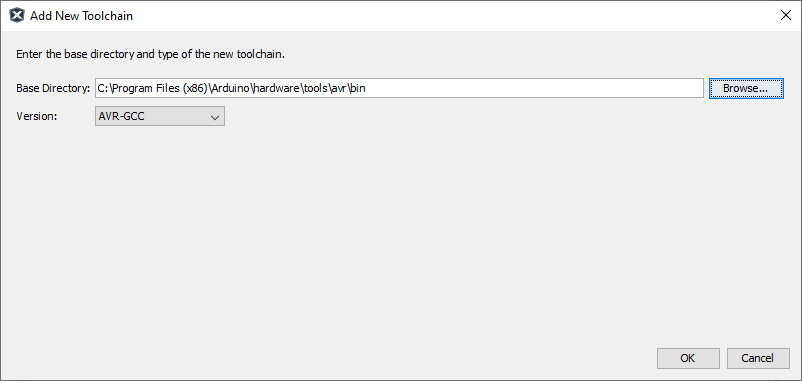 Add New Toolchain
Enter the base directory and type of the new toolchain.
Base Directory: C:\Program Files (x86)\Arduino\hardware\tools\avr\bin Browse...
Version: AVR-GCC
OK Cancel